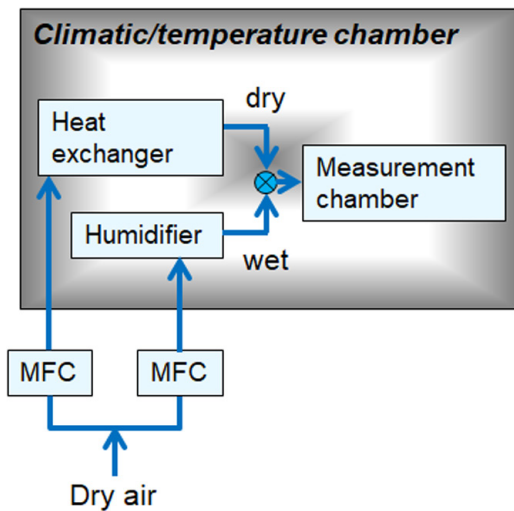 Climatic/temperature chamber
dry
Heat
exchanger
Measurement
chamber
Humidifier
wet
MFC
MFC
Dry air